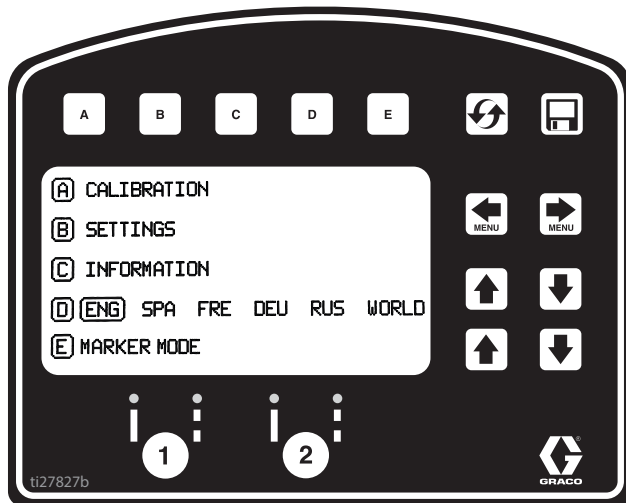 A B C D E
A CALIBRATION
B SETTINGS
C INFORMATION
D ENG SPA FRE DEU RUS WORLD
E MARKER MODE
MENU MENU
1 2
ti27827b
G
GRACO